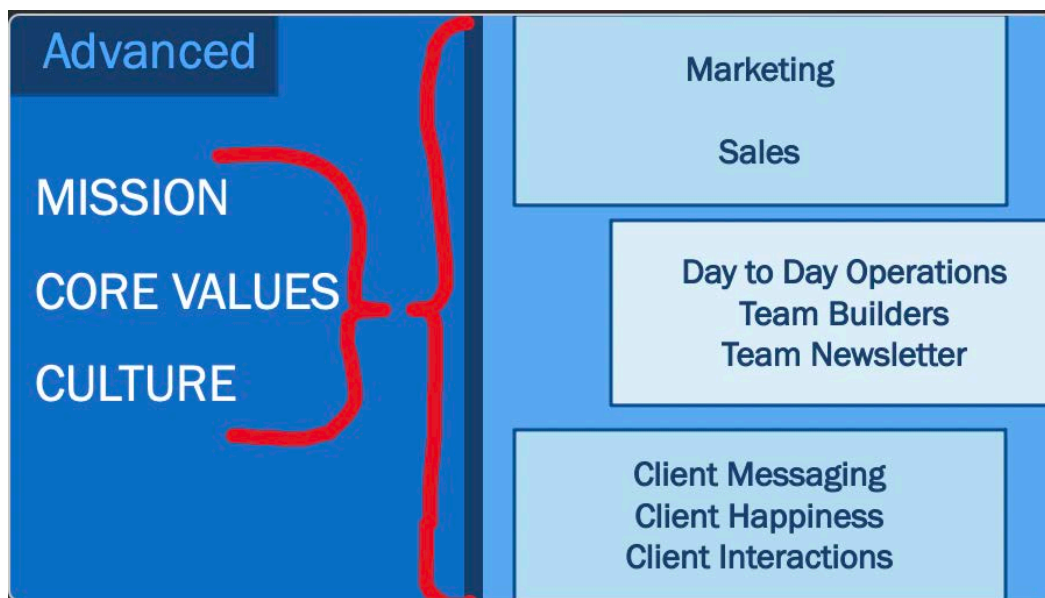 Advanced
MISSION
CORE VALUES
CULTURE
Marketing
Sales
Day to Day Operations
Team Builders
Team Newsletter
Client Messaging
Client Happiness
Client Interactions